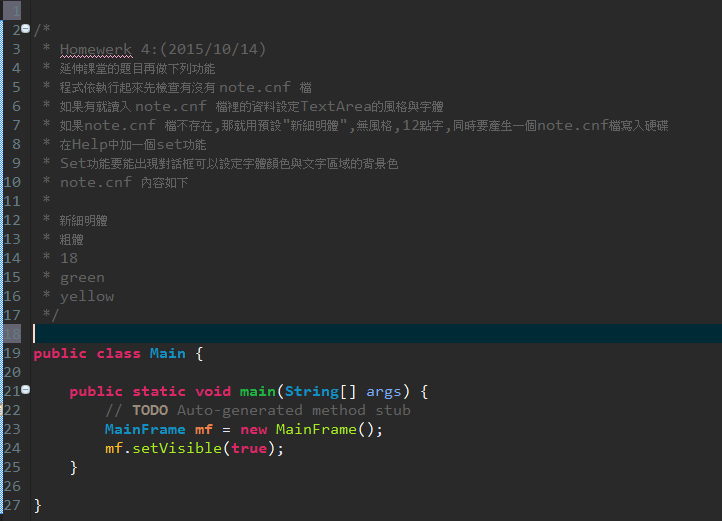 1
2 /*
3  * Homewerk 4:(2015/10/14)
4  * 延伸課堂的題目再做下列功能
5  * 程式依執行起來先檢查有沒有 note.cnf 檔
6  * 如果有就讀入 note.cnf 檔裡的資料設定TextArea的風格與字體
7  * 如果note.cnf 檔不存在,那就用預設"新細明體",無風格,12點字,同時要產生一個note.cnf檔寫入硬碟
8  * 在Help中加一個set功能
9  * Set功能要能出現對話框可以設定字體顏色與文字區域的背景色
10  * note.cnf 內容如下
11  *
12  * 新細明體
13  * 粗體
14  * 18
15  * green
16  * yellow
17  */
18
19 public class Main {
20
21     public static void main(String[] args) {
22         // TODO Auto-generated method stub
23         MainFrame mf = new MainFrame();
24         mf.setVisible(true);
25     }
26
27 }